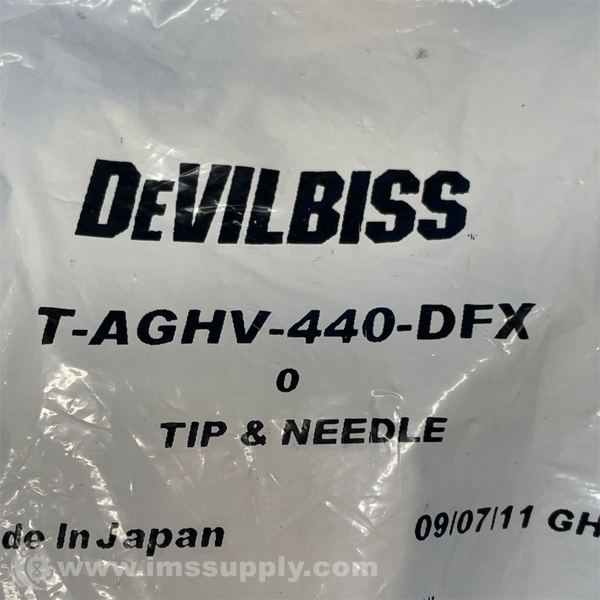 DEVILBISS
T-AGHV-440-DFX
0
TIP & NEEDLE
de In Japan 09/07/11 GH
www.imssupply.com